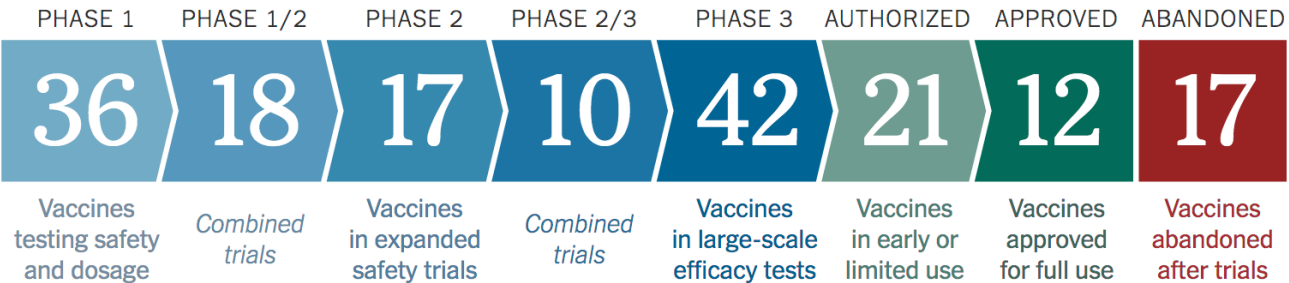 PHASE 1 PHASE 1/2 PHASE 2 PHASE 2/3 PHASE 3 AUTHORIZED APPROVED ABANDONED
36 18 17 10 42 21 12 17
Vaccines
testing safety
and dosage
Combined
trials
Vaccines
in expanded
safety trials
Combined
trials
Vaccines
in large-scale
efficacy tests
Vaccines
in early or
limited use
Vaccines
approved
for full use
Vaccines
abandoned
after trials